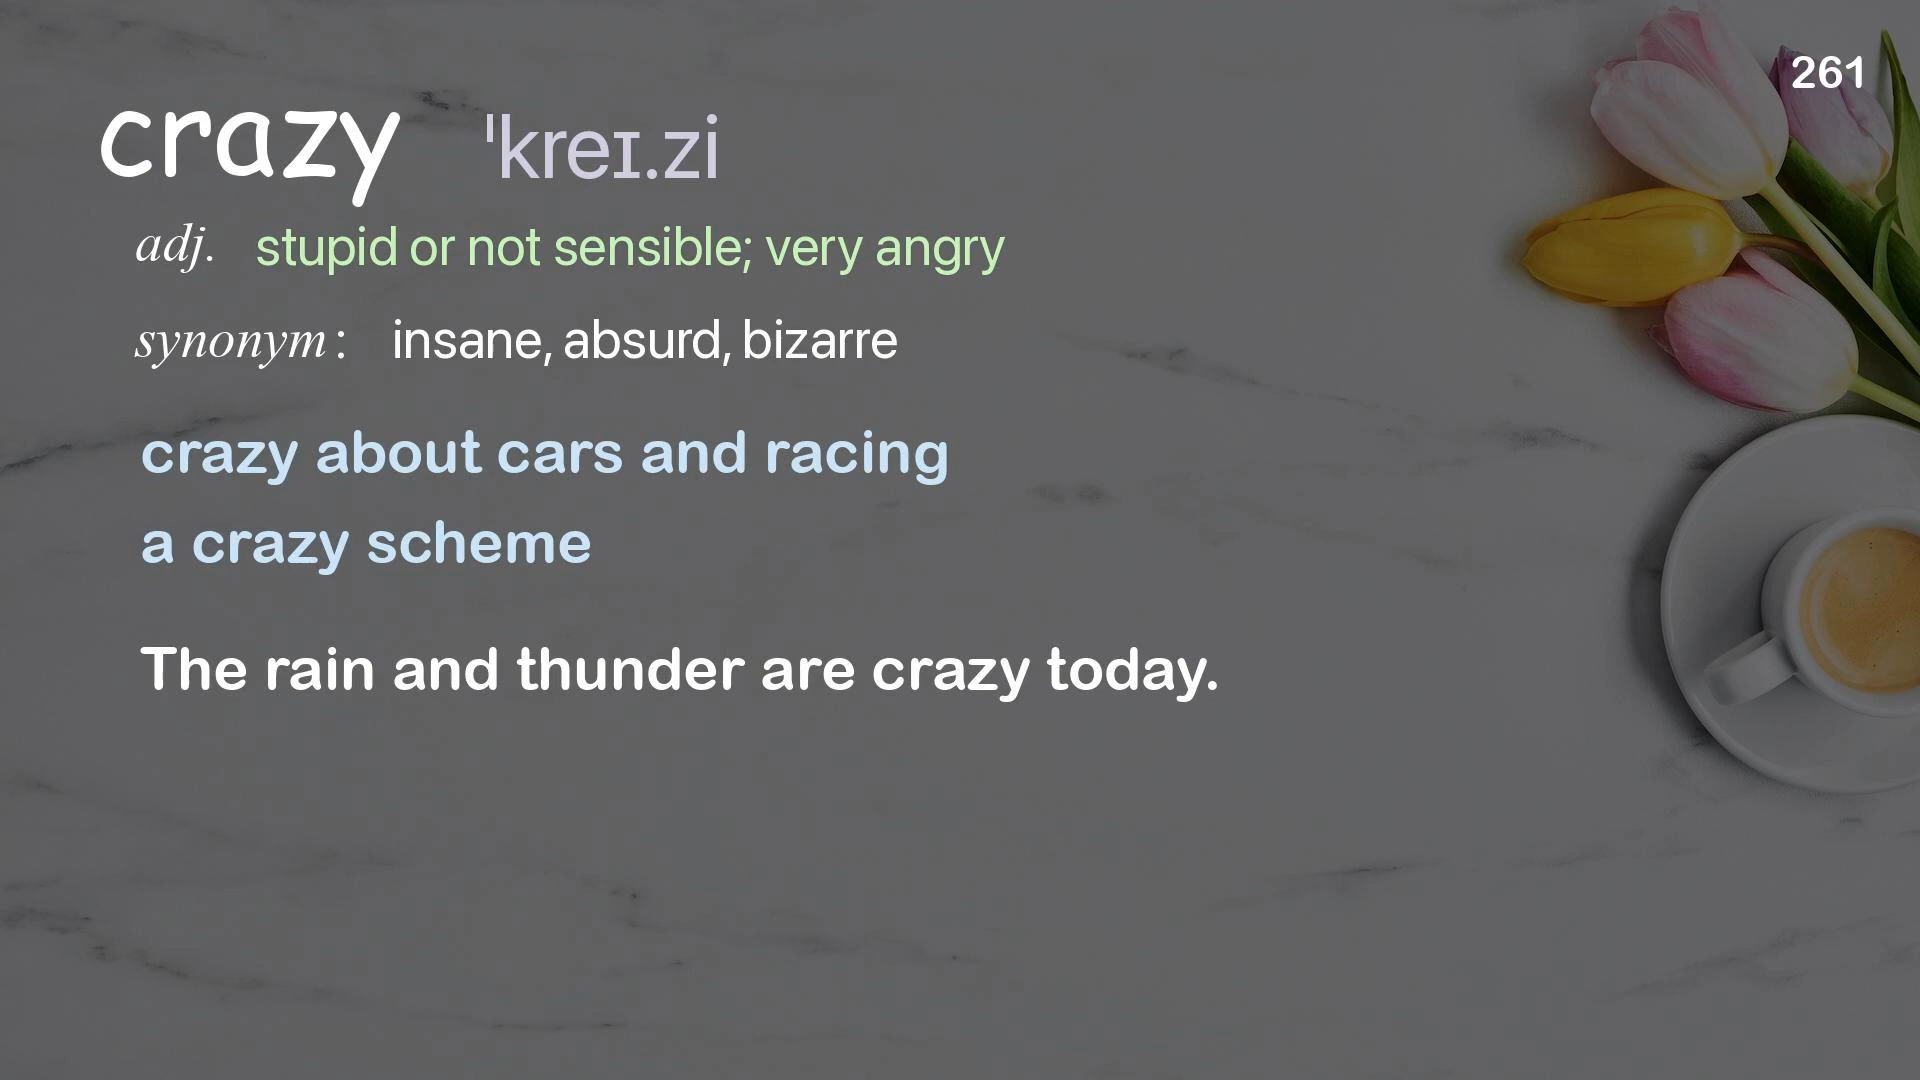 261
crazy ˈkreɪ.zi
adj. stupid or not sensible; very angry
synonym: insane, absurd, bizarre
crazy about cars and racing
a crazy scheme
The rain and thunder are crazy today.